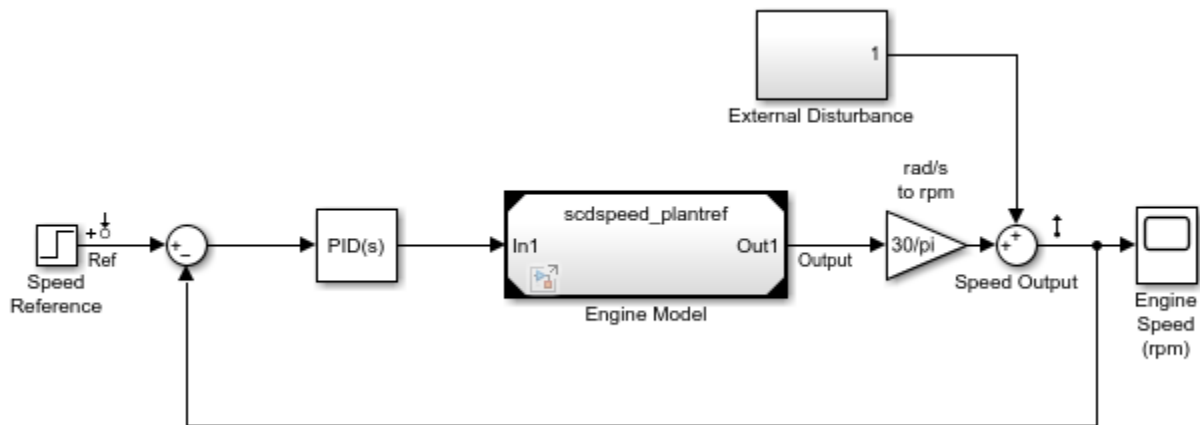 1
External Disturbance
rad/s
to rpm
scdspeed_plantref
Ref
PID(s)
In1
Out1
Output
30/pi
Speed
Reference
Engine Model
Speed Output
Engine
Speed
(rpm)